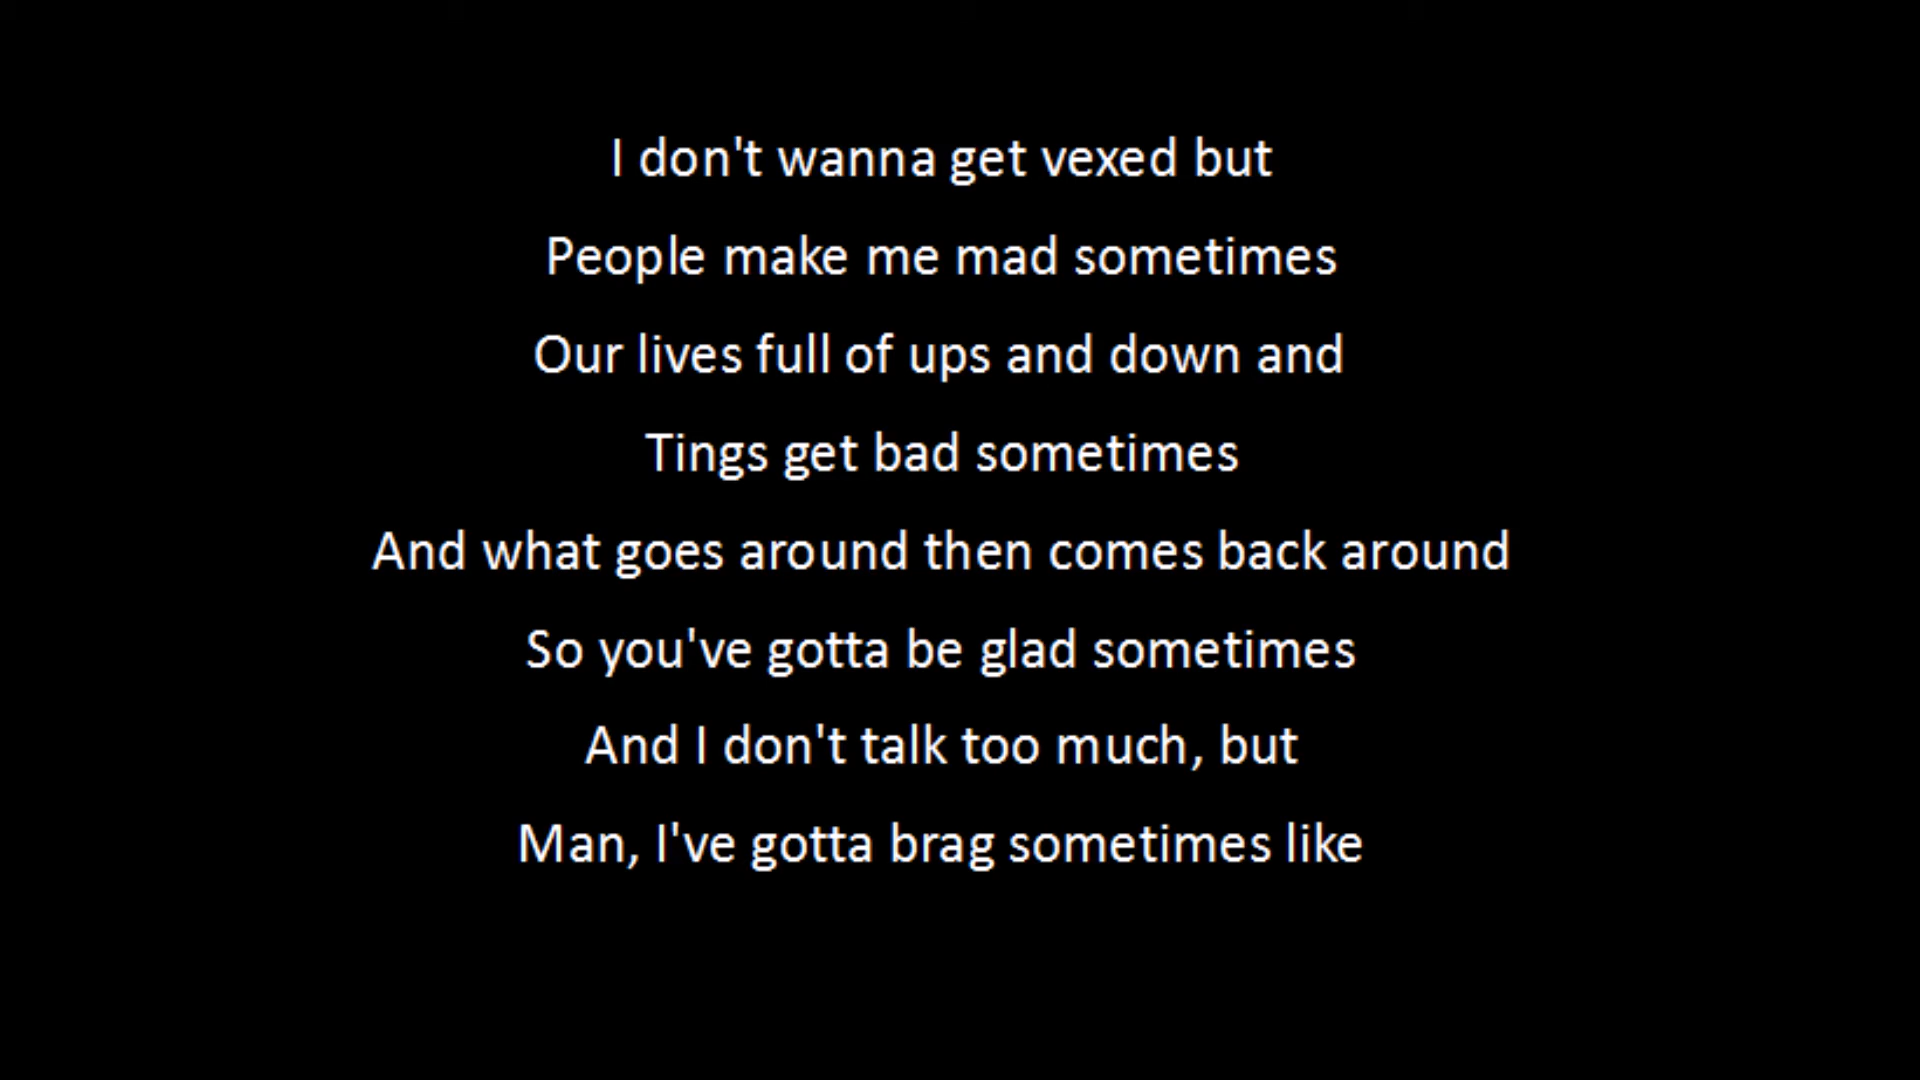 I don't wanna get vexed but
People make me mad sometimes
Our lives full of ups and down and
Tings get bad sometimes
And what goes around then comes back around
So you've gotta be glad sometimes
And I don't talk too much, but
Man, I've gotta brag sometimes like